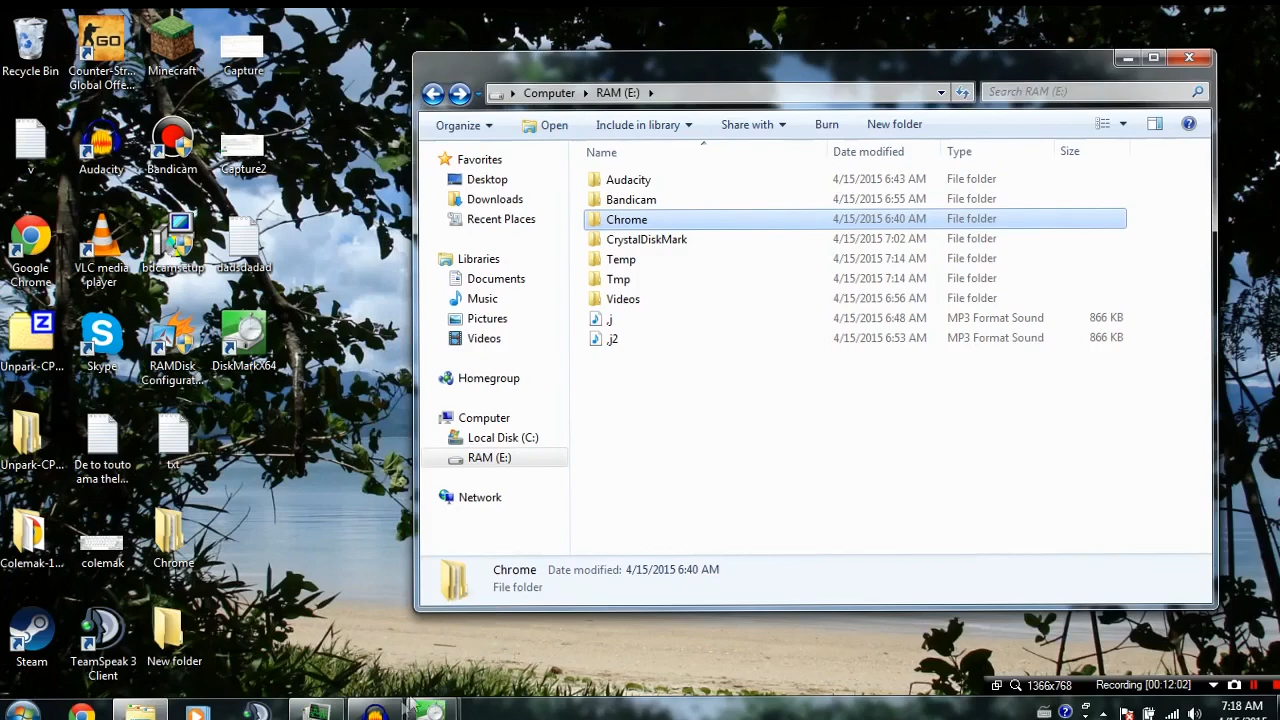 Recycle Bin
Counter-Str...
Global Offe...
Minecraft
Capture
v
Audacity
Bandicam
Capture2
Google
Chrome
VLC media
player
bdcamsetup
dadsdadad
Unpark-CP...
Skype
RAMDisk
Configurat...
DiskMarkX64
Unpark-CP...
De to touto
ama thel...
txt
Colemak-1...
colemak
Chrome
Steam
TeamSpeak 3
Client
New folder
Computer
RAM (E:)
Search RAM (E:)
Organize
Open
Include in library
Share with
Burn
New folder
Favorites
Desktop
Downloads
Recent Places
Libraries
Documents
Music
Pictures
Videos
Homegroup
Computer
Local Disk (C:)
RAM (E:)
Network
Name Date modified Type Size
Audacity 4/15/2015 6:43 AM File folder
Bandicam 4/15/2015 6:55 AM File folder
Chrome 4/15/2015 6:40 AM File folder
CrystalDiskMark 4/15/2015 7:02 AM File folder
Temp 4/15/2015 7:14 AM File folder
Tmp 4/15/2015 7:14 AM File folder
Videos 4/15/2015 6:56 AM File folder
,j 4/15/2015 6:48 AM MP3 Format Sound 866 KB
,j2 4/15/2015 6:53 AM MP3 Format Sound 866 KB
Chrome Date modified: 4/15/2015 6:40 AM
File folder
1366x768 Recording [00:12:02]
7:18 AM